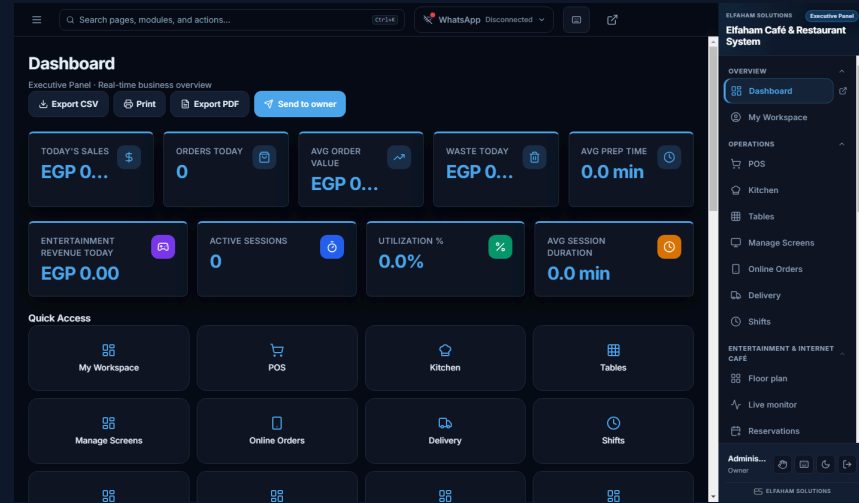 Search pages, modules, and actions...
Ctrl+K
WhatsApp Disconnected
Dashboard
Executive Panel · Real-time business overview
Export CSV
Print
Export PDF
Send to owner
TODAY'S SALES
EGP 0...
ORDERS TODAY
0
AVG ORDER
VALUE
EGP 0...
WASTE TODAY
EGP 0...
AVG PREP TIME
0.0 min
ENTERTAINMENT
REVENUE TODAY
EGP 0.00
ACTIVE SESSIONS
0
UTILIZATION %
0.0%
AVG SESSION
DURATION
0.0 min
Quick Access
My Workspace
POS
Kitchen
Tables
Manage Screens
Online Orders
Delivery
Shifts
ELFAHAM SOLUTIONS
Executive Panel
Elfaham Café & Restaurant
System
OVERVIEW
Dashboard
My Workspace
OPERATIONS
POS
Kitchen
Tables
Manage Screens
Online Orders
Delivery
Shifts
ENTERTAINMENT & INTERNET
CAFÉ
Floor plan
Live monitor
Reservations
Adminis...
Owner
ELFAHAM SOLUTIONS